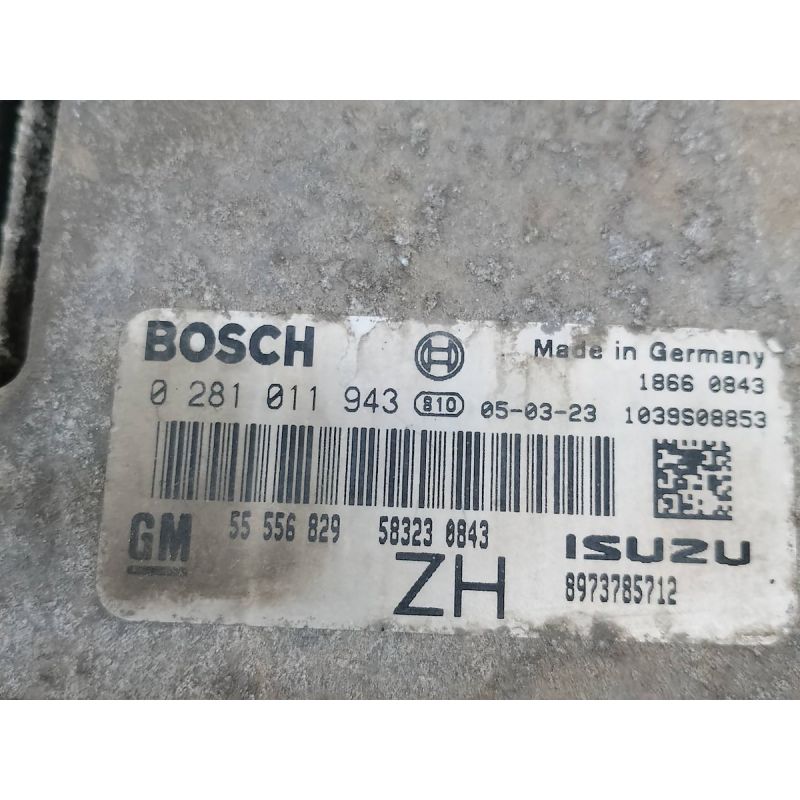 BOSCH Made in Germany
1866 0843
0 281 011 943 810 05-03-23 1039S08853
GM 55 556 829 58323 0843 ISUZU
ZH 8973785712